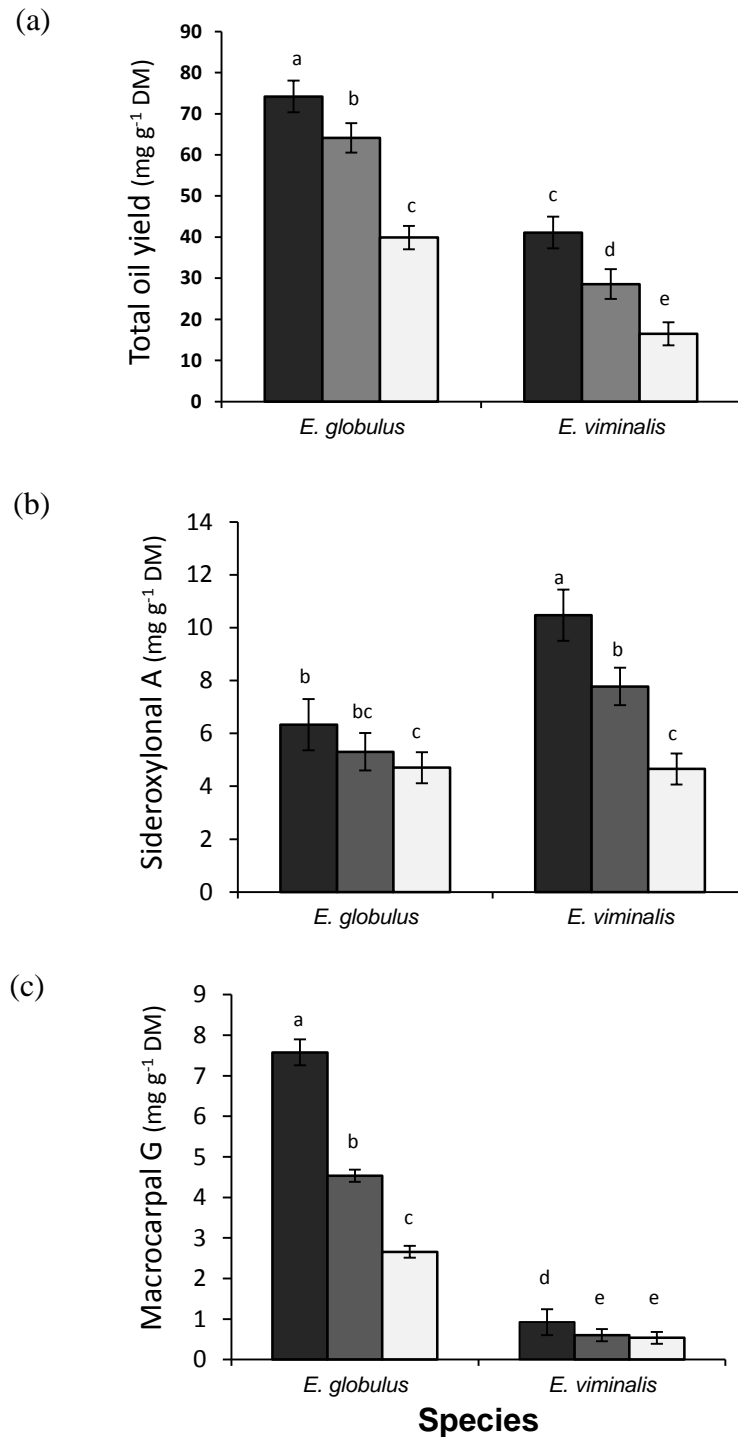 (a)
Total oil yield (mg g-1 DM)
90
80
70
60
50
40
30
20
10
0
a
b
c
c
d
e
E. globulus
E. viminalis
(b)
Sideroxylonal A (mg g-1 DM)
14
12
10
8
6
4
2
0
b
bc
c
a
b
c
E. globulus
E. viminalis
(c)
Macrocarpal G (mg g-1 DM)
9
8
7
6
5
4
3
2
1
0
a
b
c
d
e
e
E. globulus
E. viminalis
Species